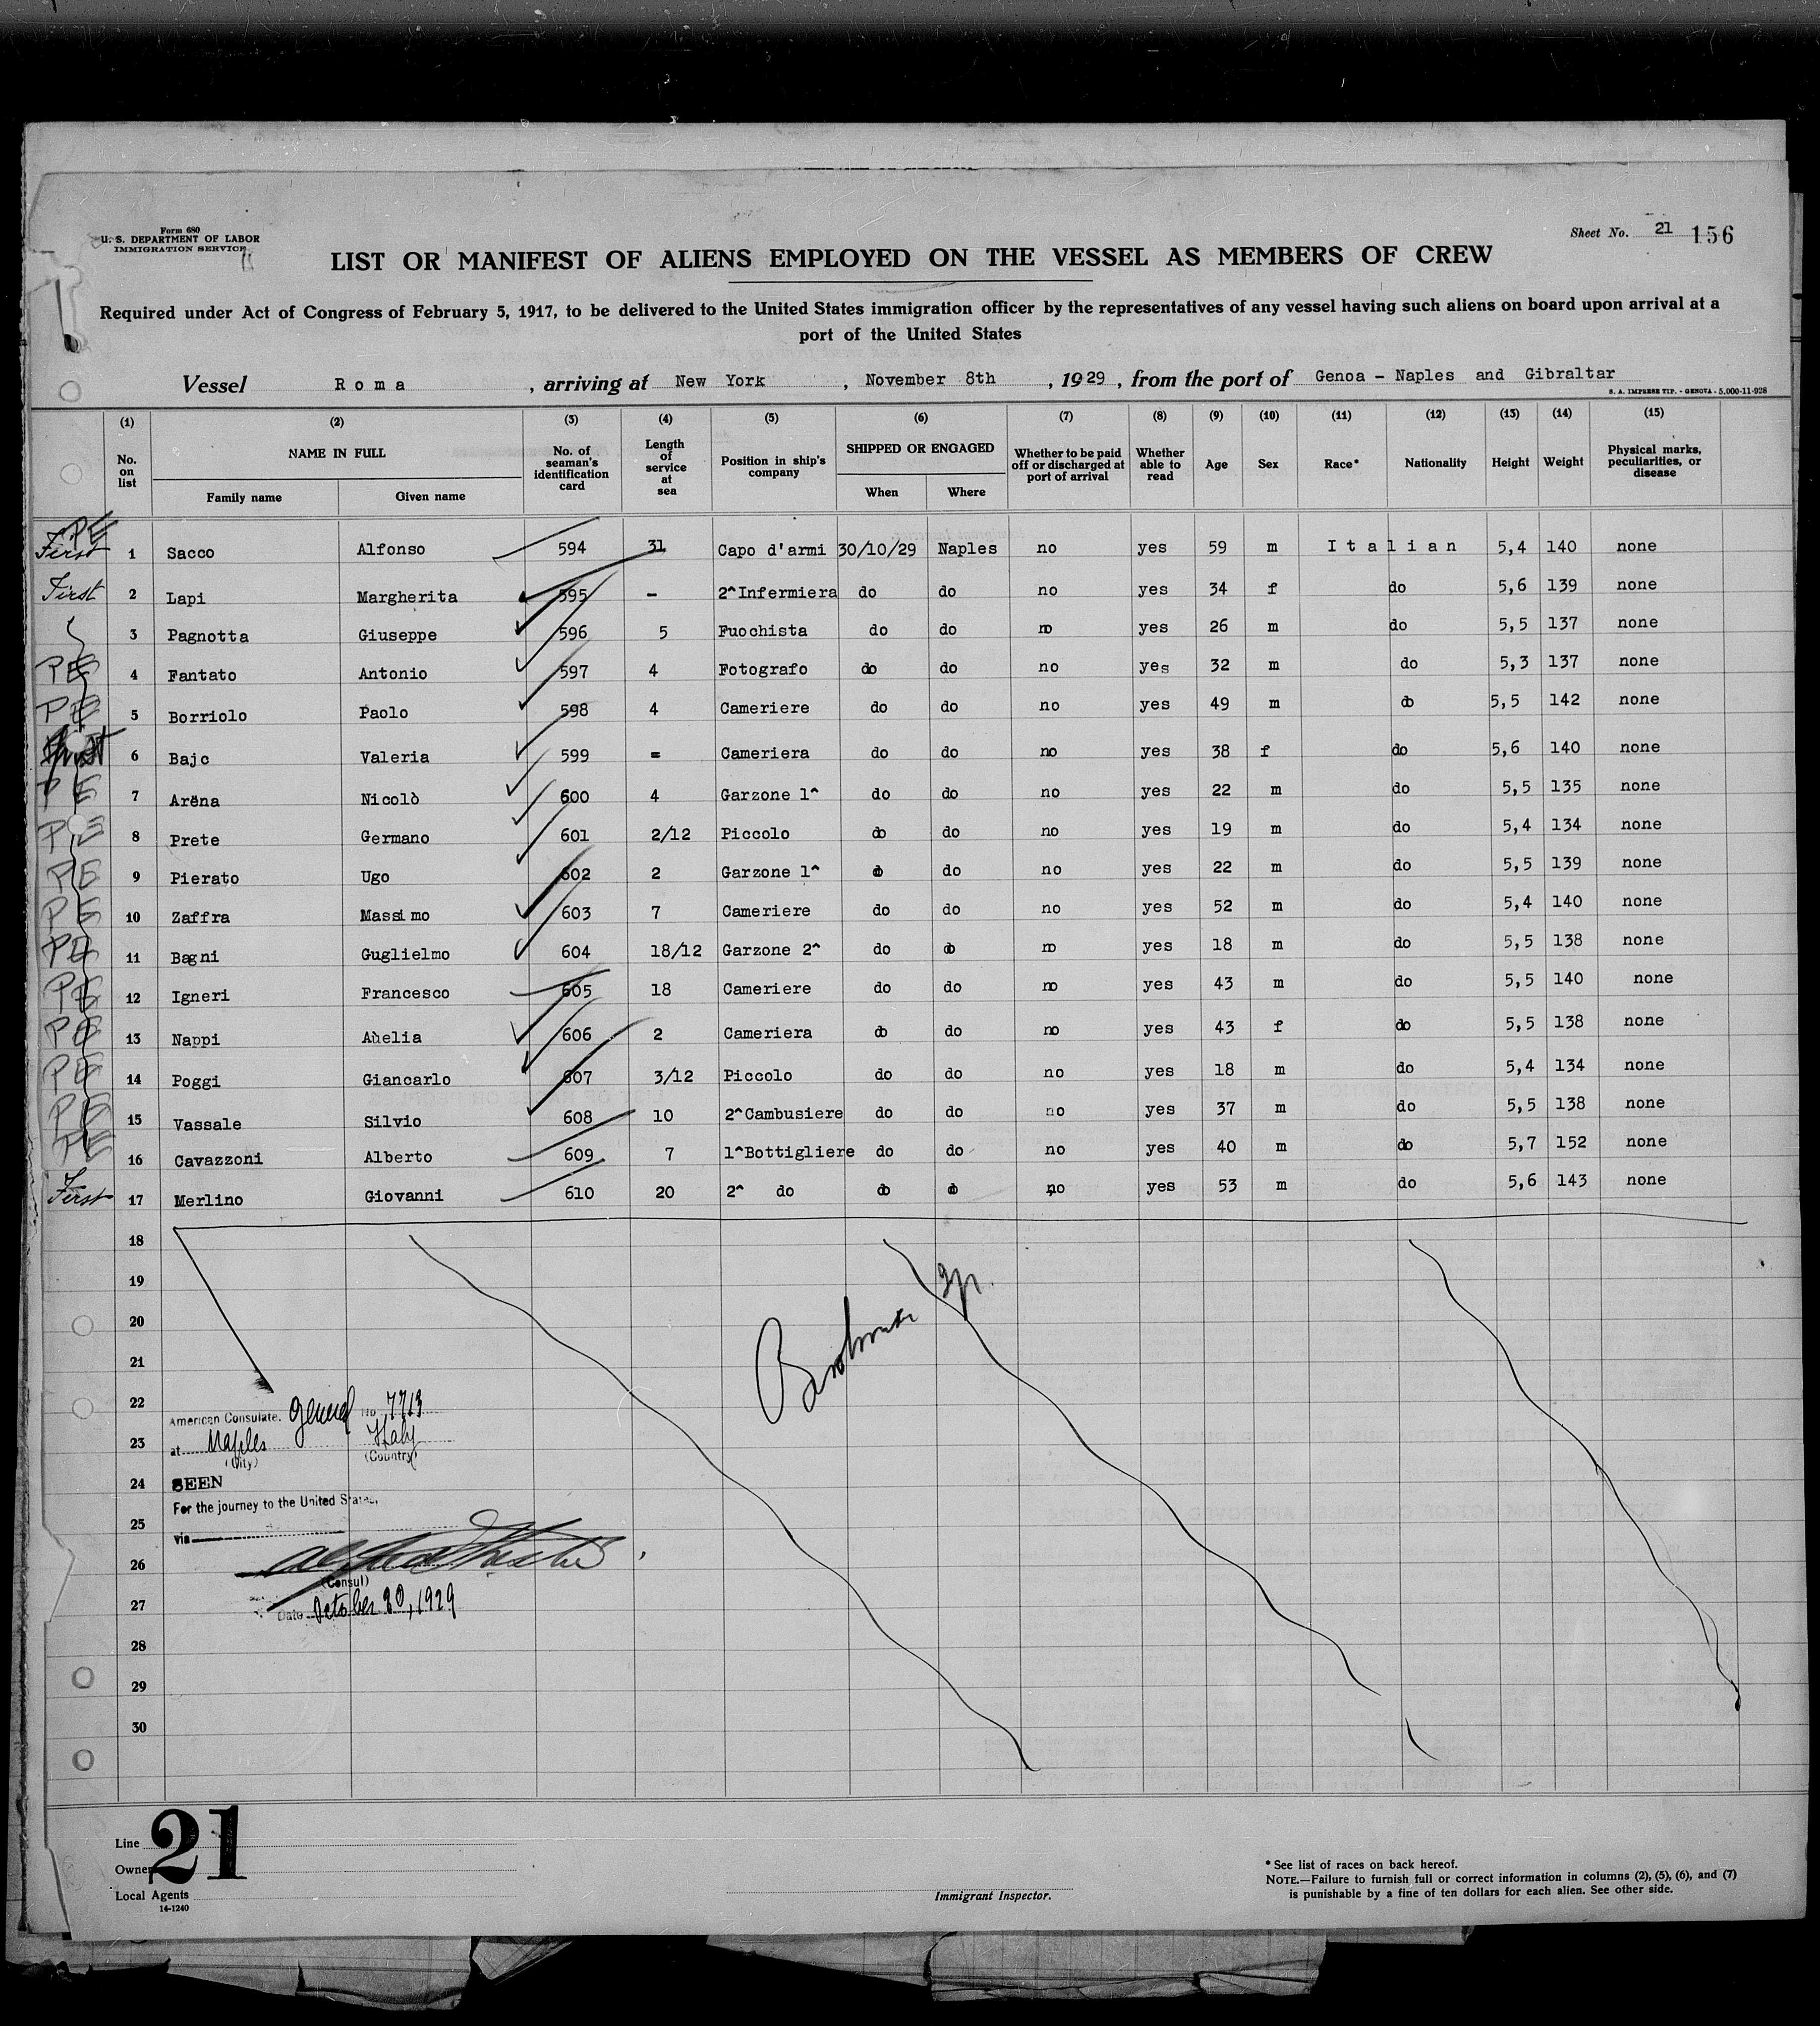 Form 680
U. S. DEPARTMENT OF LABOR
IMMIGRATION SERVICE
Sheet No. 21 156
LIST OR MANIFEST OF ALIENS EMPLOYED ON THE VESSEL AS MEMBERS OF CREW
Required under Act of Congress of February 5, 1917, to be delivered to the United States immigration officer by the representatives of any vessel having such aliens on board upon arrival at a
port of the United States
Vessel Roma, arriving at New York, November 8th, 1929, from the port of Genoa - Naples and Gibraltar
S. A. IMPRESE TIP. - GENOVA - 5.000-11-928
(1) (2) (3) (4) (5) (6) (7) (8) (9) (10) (11) (12) (13) (14) (15)
No. on list NAME IN FULL No. of seaman's identification card Length of service at sea Position in ship's company SHIPPED OR ENGAGED Whether to be paid off or discharged at port of arrival Whether able to read Age Sex Race* Nationality Height Weight Physical marks, peculiarities, or disease
Family name Given name When Where
PE First 1 Sacco Alfonso 594 31 Capo d'armi 30/10/29 Naples no yes 59 m Italian 5,4 140 none
First 2 Lapi Margherita 595 - 2^Infermiera do do no yes 34 f do 5,6 139 none
3 Pagnotta Giuseppe 596 5 Fuochista do do no yes 26 m do 5,5 137 none
PE 4 Fantato Antonio 597 4 Fotografo do do no yes 32 m do 5,3 137 none
PE 5 Borriolo Paolo 598 4 Cameriere do do no yes 49 m do 5,5 142 none
First 6 Bajo Valeria 599 = Cameriera do do no yes 38 f do 5,6 140 none
PE 7 Arëna Nicolò 600 4 Garzone 1^ do do no yes 22 m do 5,5 135 none
PE 8 Prete Germano 601 2/12 Piccolo do do no yes 19 m do 5,4 134 none
PE 9 Pierato Ugo 602 2 Garzone 1^ do do no yes 22 m do 5,5 139 none
PE 10 Zaffra Massimo 603 7 Cameriere do do no yes 52 m do 5,4 140 none
PE 11 Bagni Guglielmo 604 18/12 Garzone 2^ do do no yes 18 m do 5,5 138 none
PE 12 Igneri Francesco 605 18 Cameriere do do no yes 43 m do 5,5 140 none
PE 13 Nappi Aùelia 606 2 Cameriera do do no yes 43 f do 5,5 138 none
PE 14 Poggi Giancarlo 607 3/12 Piccolo do do no yes 18 m do 5,4 134 none
PE 15 Vassale Silvio 608 10 2^Cambusiere do do no yes 37 m do 5,5 138 none
PE 16 Cavazzoni Alberto 609 7 1^Bottigliere do do no yes 40 m do 5,7 152 none
First 17 Merlino Giovanni 610 20 2^ do do do no yes 53 m do 5,6 143 none
18
19
20
21
22
American Consulate, General No 7713
23
at Naples Italy
(City) (Country)
24
SEEN
For the journey to the United States,
25
via
26
(Consul)
27
Date October 30, 1929
28
29
30
Line
21
Owner
Local Agents
14-1240
Immigrant Inspector.
* See list of races on back hereof.
NOTE.—Failure to furnish full or correct information in columns (2), (5), (6), and (7)
is punishable by a fine of ten dollars for each alien. See other side.